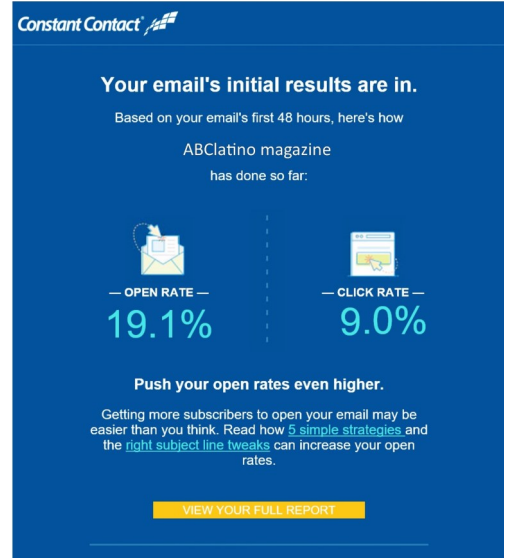 Constant Contact®
Your email's initial results are in.
Based on your email's first 48 hours, here's how
ABClatino magazine
has done so far:
— OPEN RATE —
19.1%
— CLICK RATE —
9.0%
Push your open rates even higher.
Getting more subscribers to open your email may be
easier than you think. Read how 5 simple strategies and
the right subject line tweaks can increase your open
rates.
VIEW YOUR FULL REPORT